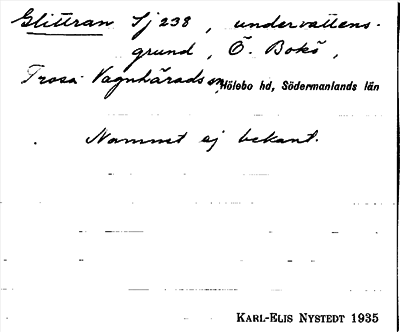 Glittran Sj 238, undervattens-
grund, Ö. Bokö,
Trosa-Vagnhärads sn, Hölebo hd, Södermanlands län
Namnet ej bekant.
KARL-ELIS NYSTEDT 1935